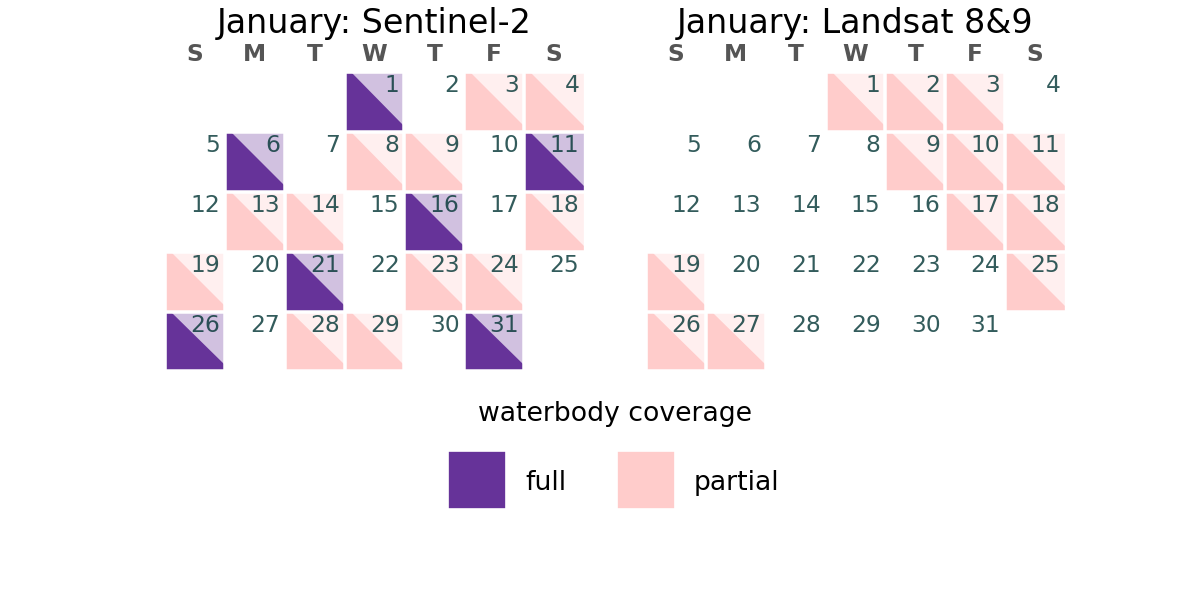 January: Sentinel-2
S M T W T F S
1 2 3 4
5 6 7 8 9 10 11
12 13 14 15 16 17 18
19 20 21 22 23 24 25
26 27 28 29 30 31
January: Landsat 8&9
S M T W T F S
1 2 3 4
5 6 7 8 9 10 11
12 13 14 15 16 17 18
19 20 21 22 23 24 25
26 27 28 29 30 31
waterbody coverage
full partial